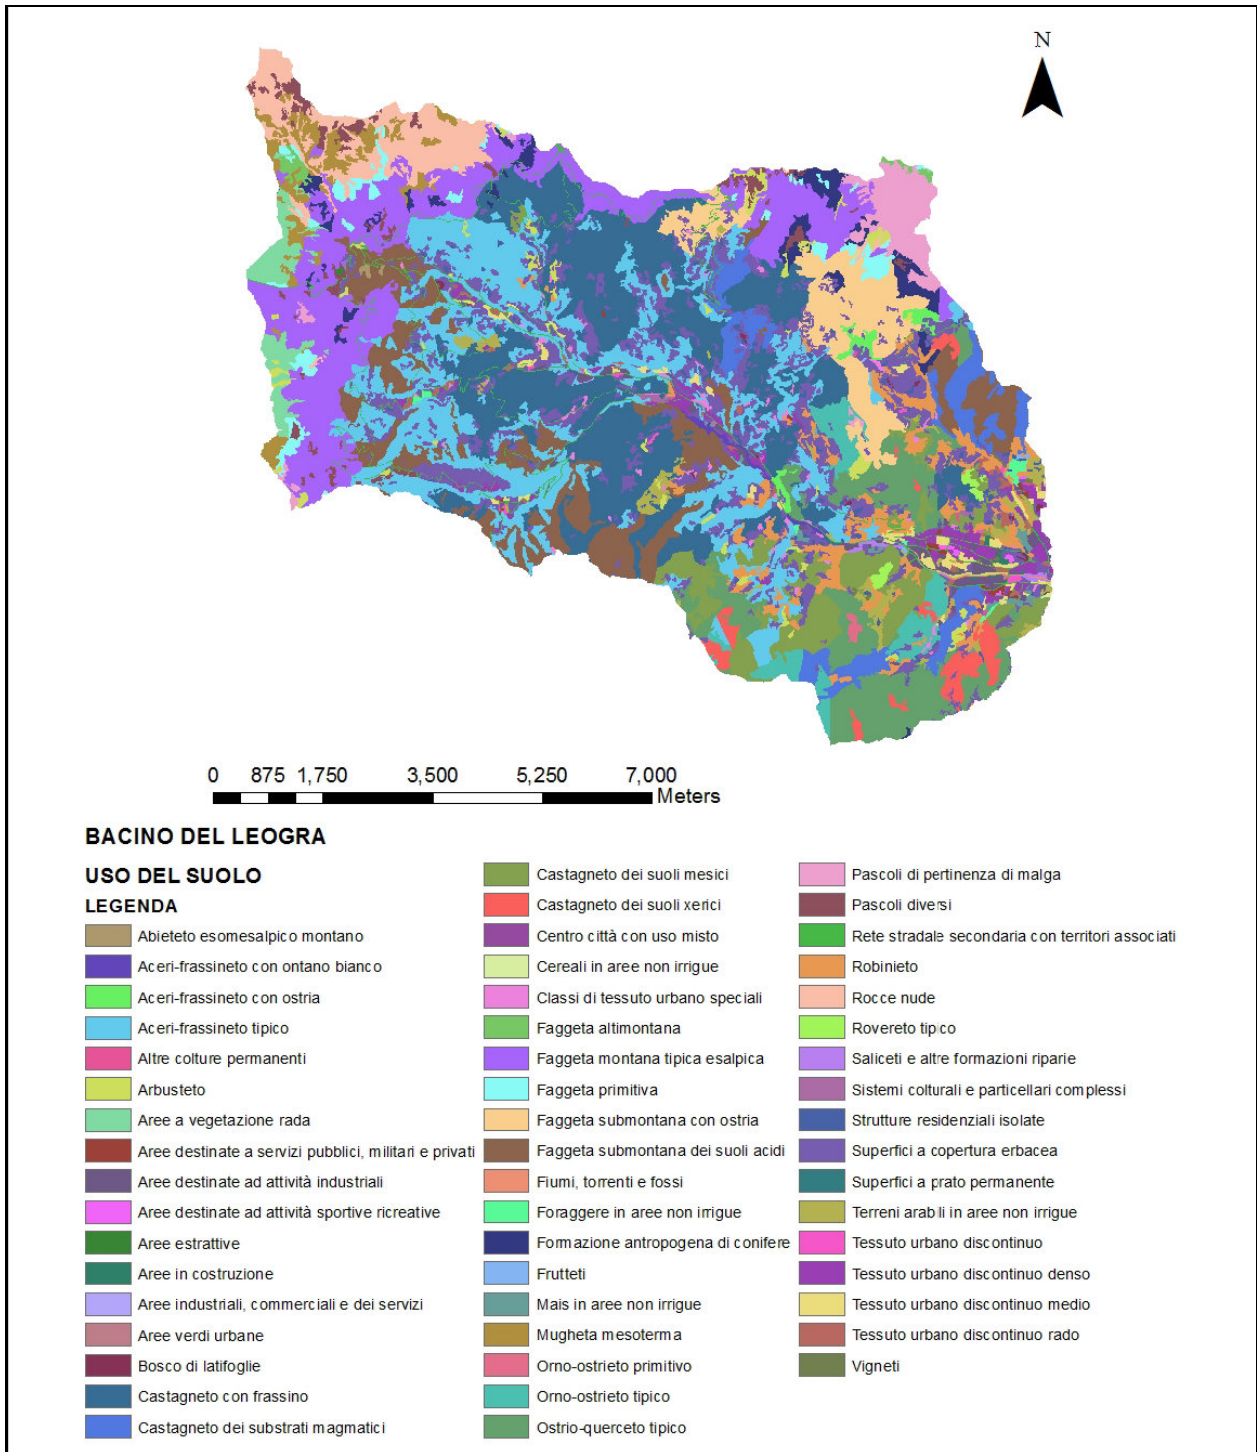 N
0 875 1,750 3,500 5,250 7,000
Meters
BACINO DEL LEOGRA
USO DEL SUOLO
LEGENDA
Abieteto esomesalpico montano
Aceri-frassineto con ontano bianco
Aceri-frassineto con ostria
Aceri-frassineto tipico
Altre colture permanenti
Arbusteto
Aree a vegetazione rada
Aree destinate a servizi pubblici, militari e privati
Aree destinate ad attività industriali
Aree destinate ad attività sportive ricreative
Aree estrattive
Aree in costruzione
Aree industriali, commerciali e dei servizi
Aree verdi urbane
Bosco di latifoglie
Castagneto con frassino
Castagneto dei substrati magmatici
Castagneto dei suoli mesici
Castagneto dei suoli xerici
Centro città con uso misto
Cereali in aree non irrigue
Classi di tessuto urbano speciali
Faggeta altimontana
Faggeta montana tipica esalpica
Faggeta primitiva
Faggeta submontana con ostria
Faggeta submontana dei suoli acidi
Fiumi, torrenti e fossi
Foraggere in aree non irrigue
Formazione antropogena di conifere
Frutteti
Mais in aree non irrigue
Mugheta mesoterma
Orno-ostrieto primitivo
Orno-ostrieto tipico
Ostrio-querceto tipico
Pascoli di pertinenza di malga
Pascoli diversi
Rete stradale secondaria con territori associati
Robinieto
Rocce nude
Rovereto tipico
Saliceti e altre formazioni riparie
Sistemi colturali e particellari complessi
Strutture residenziali isolate
Superfici a copertura erbacea
Superfici a prato permanente
Terreni arabili in aree non irrigue
Tessuto urbano discontinuo
Tessuto urbano discontinuo denso
Tessuto urbano discontinuo medio
Tessuto urbano discontinuo rado
Vigneti